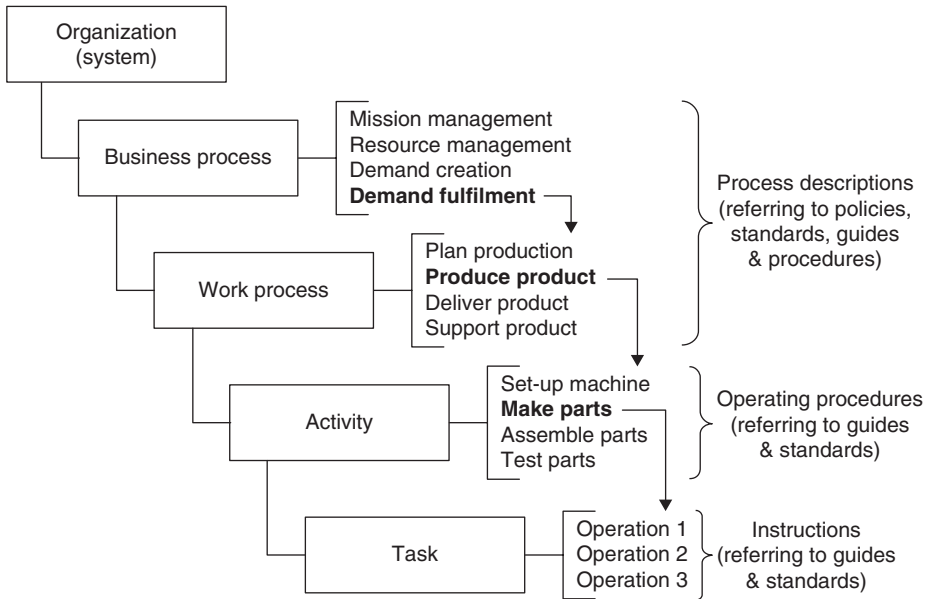 Organization
(system)
Business process
Mission management
Resource management
Demand creation
Demand fulfilment
Process descriptions
(referring to policies,
standards, guides
& procedures)
Work process
Plan production
Produce product
Deliver product
Support product
Activity
Set-up machine
Make parts
Assemble parts
Test parts
Operating procedures
(referring to guides
& standards)
Task
Operation 1
Operation 2
Operation 3
Instructions
(referring to guides
& standards)